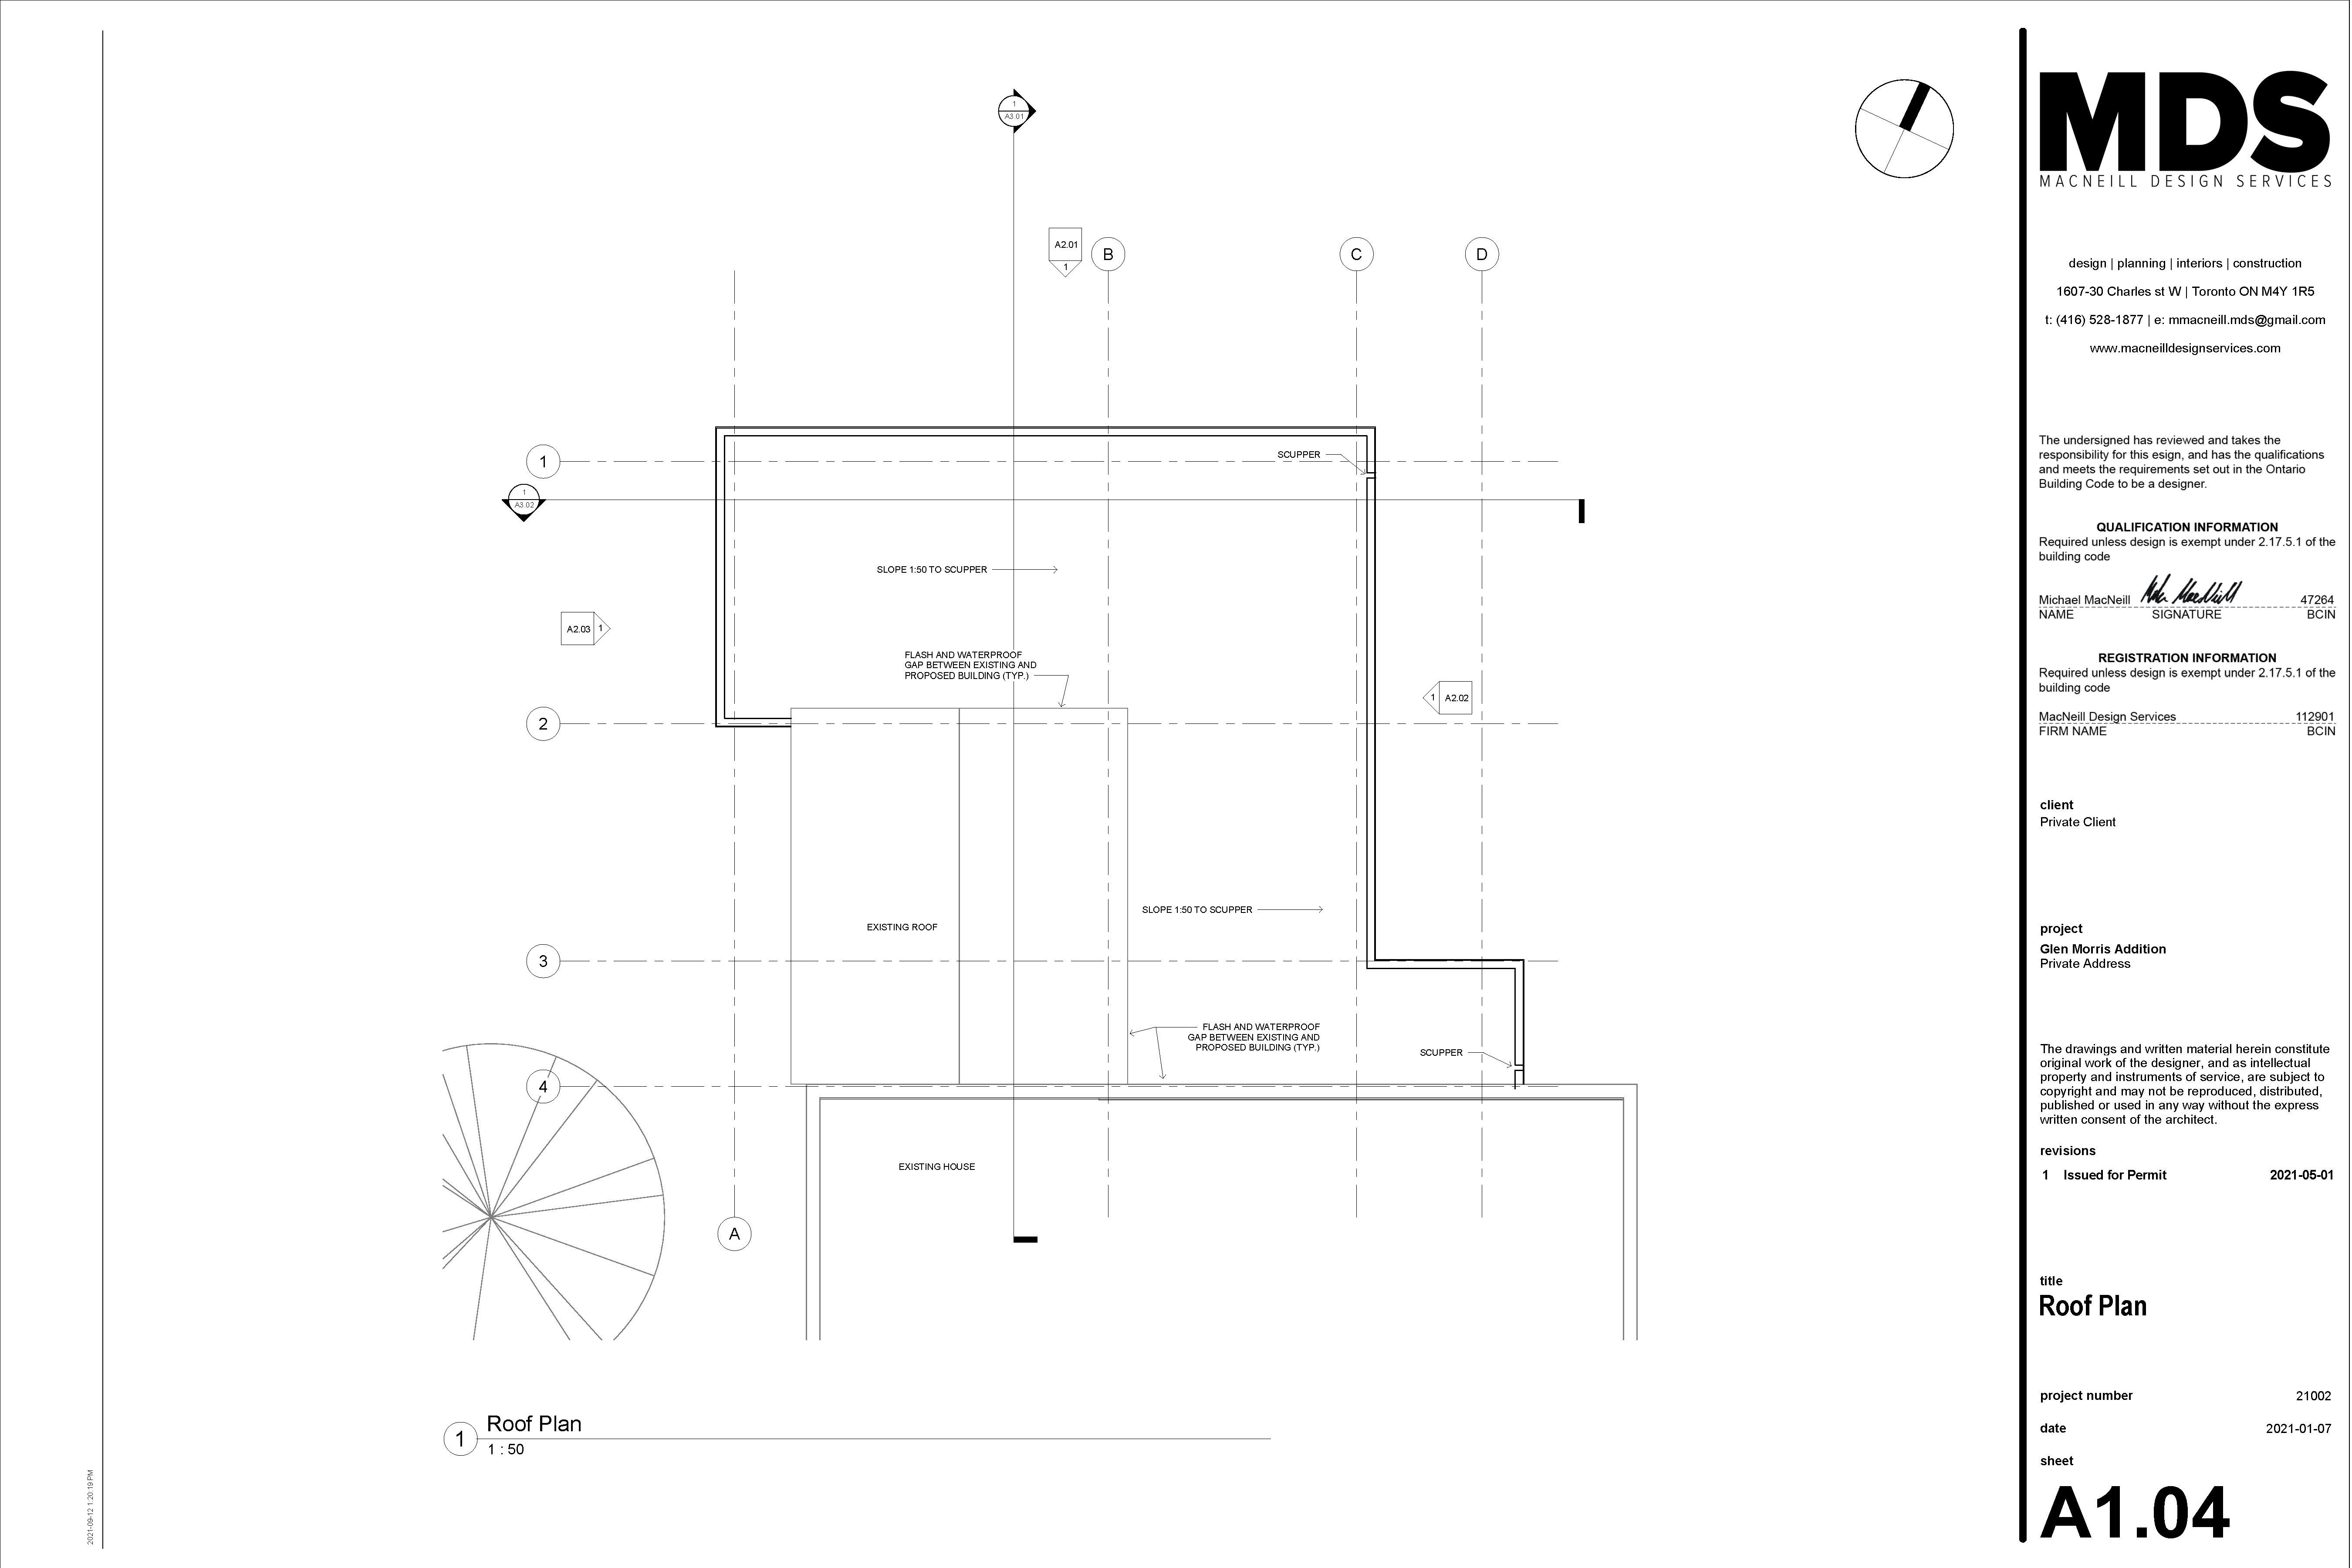 1
A3.01
A2.01
1
B
C
D
1
SCUPPER
1
A3.02
SLOPE 1:50 TO SCUPPER
A2.03
1
FLASH AND WATERPROOF
GAP BETWEEN EXISTING AND
PROPOSED BUILDING (TYP.)
1
A2.02
2
SLOPE 1:50 TO SCUPPER
EXISTING ROOF
3
FLASH AND WATERPROOF
GAP BETWEEN EXISTING AND
PROPOSED BUILDING (TYP.)
SCUPPER
4
EXISTING HOUSE
A
1
Roof Plan
1 : 50
2021-09-12 1:20:19 PM
MDS
MACNEILL DESIGN SERVICES
design | planning | interiors | construction
1607-30 Charles st W | Toronto ON M4Y 1R5
t: (416) 528-1877 | e: mmacneill.mds@gmail.com
www.macneilldesignservices.com
The undersigned has reviewed and takes the
responsibility for this esign, and has the qualifications
and meets the requirements set out in the Ontario
Building Code to be a designer.
QUALIFICATION INFORMATION
Required unless design is exempt under 2.17.5.1 of the
building code
Michael MacNeill Mike MacNeill 47264
NAME SIGNATURE BCIN
REGISTRATION INFORMATION
Required unless design is exempt under 2.17.5.1 of the
building code
MacNeill Design Services 112901
FIRM NAME BCIN
client
Private Client
project
Glen Morris Addition
Private Address
The drawings and written material herein constitute
original work of the designer, and as intellectual
property and instruments of service, are subject to
copyright and may not be reproduced, distributed,
published or used in any way without the express
written consent of the architect.
revisions
1 Issued for Permit 2021-05-01
title
Roof Plan
project number 21002
date 2021-01-07
sheet
A1.04